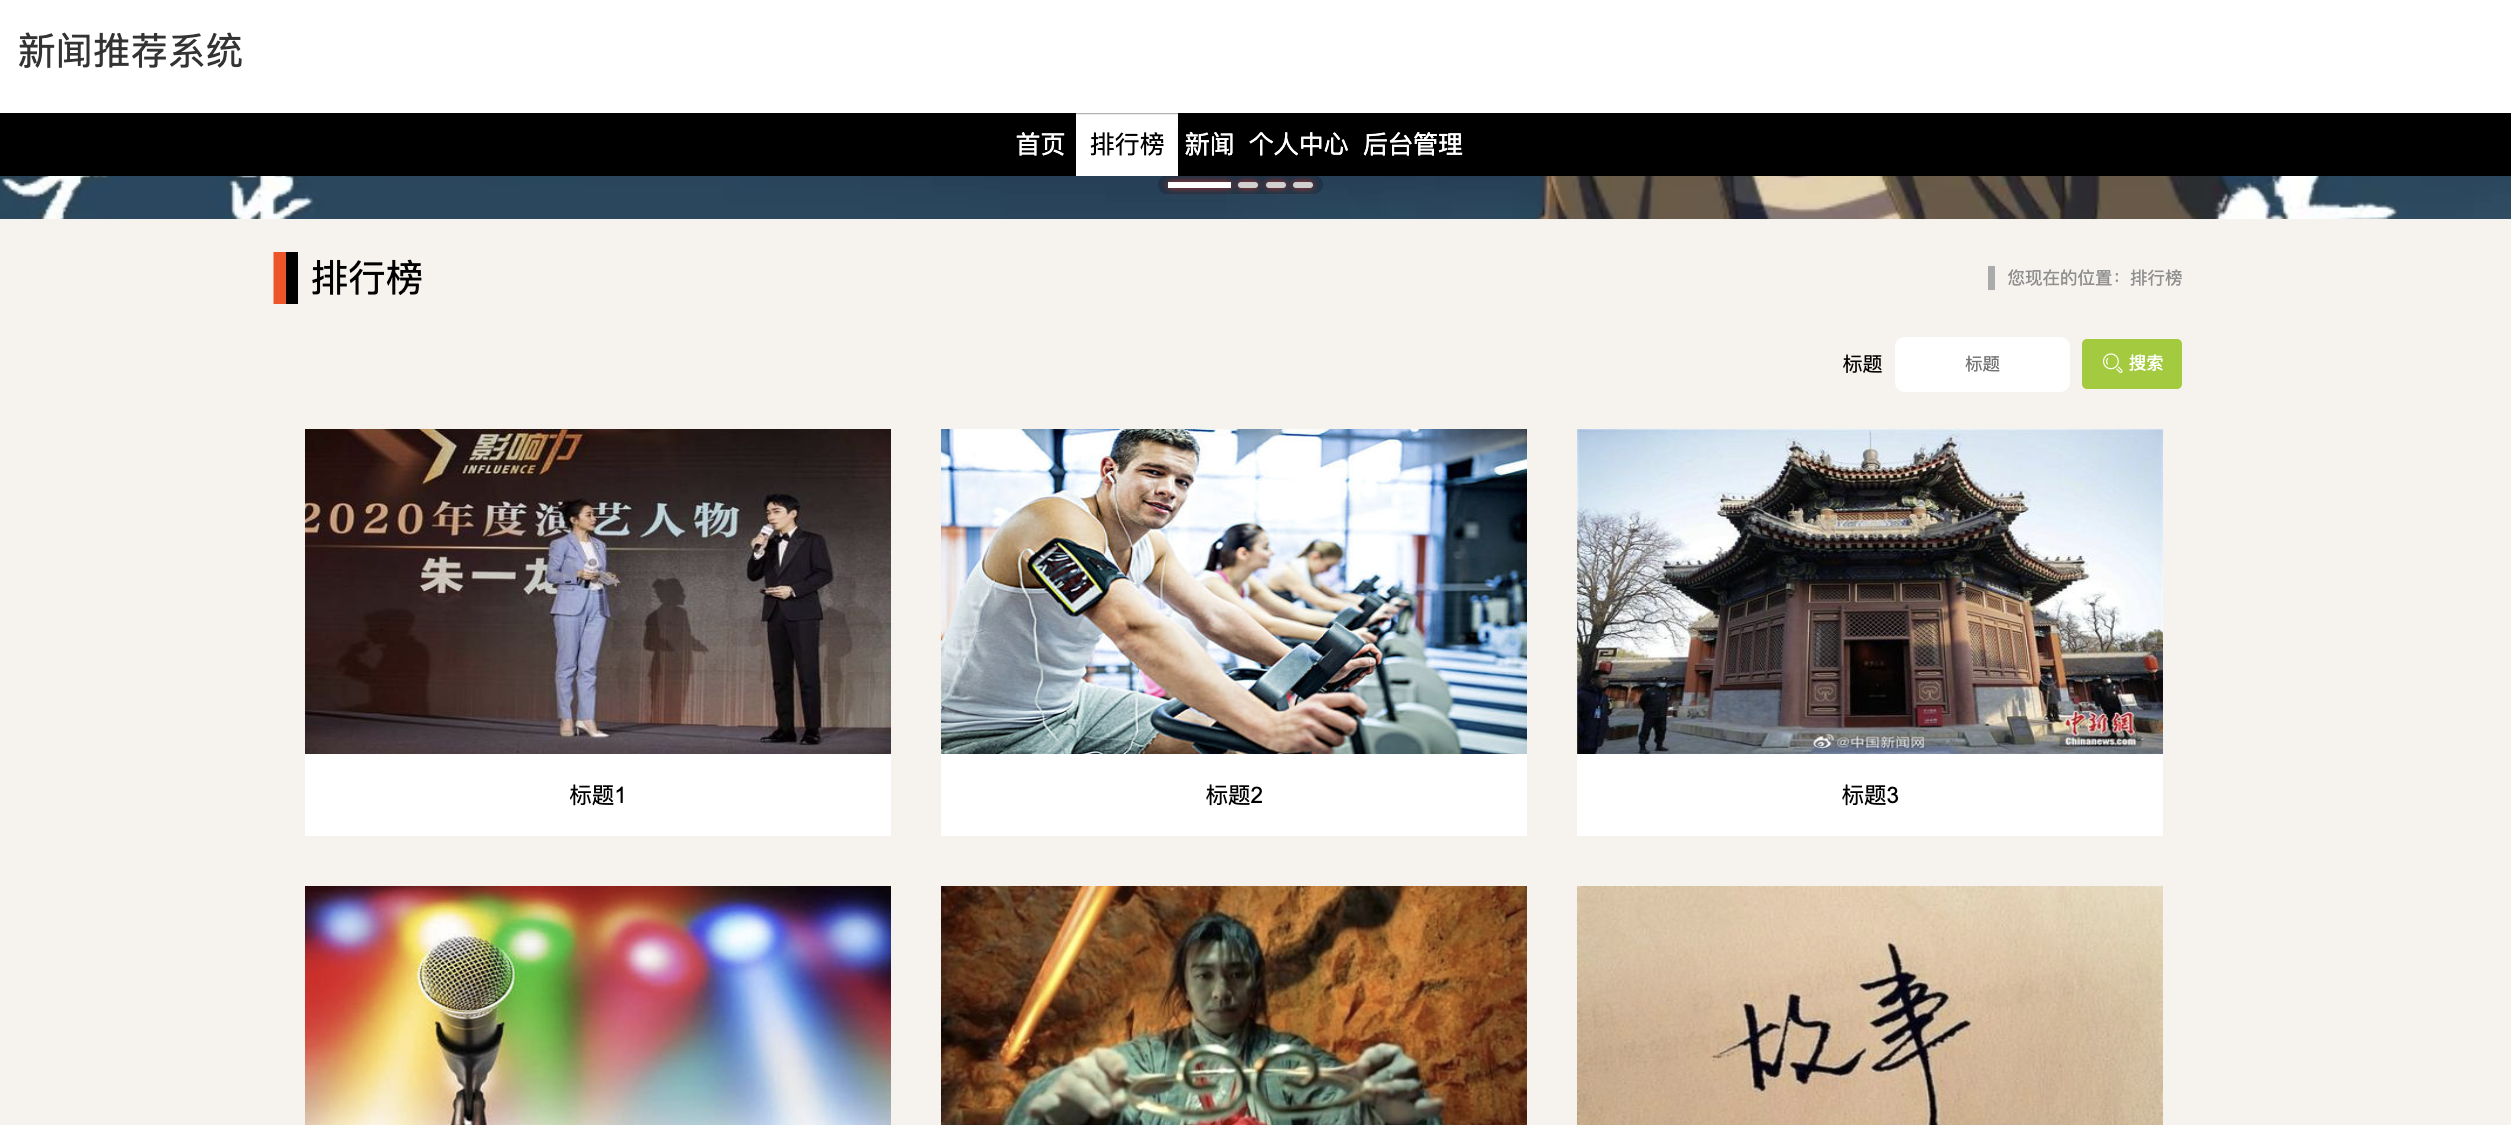 新闻推荐系统
首页 排行榜 新闻 个人中心 后台管理
排行榜
您现在的位置：排行榜
标题 标题 搜索
影响力
INFLUENCE
2020年度演艺人物
朱一龙
@中国新闻网
中新網
Chinanews.com
标题1
标题2
标题3
故事